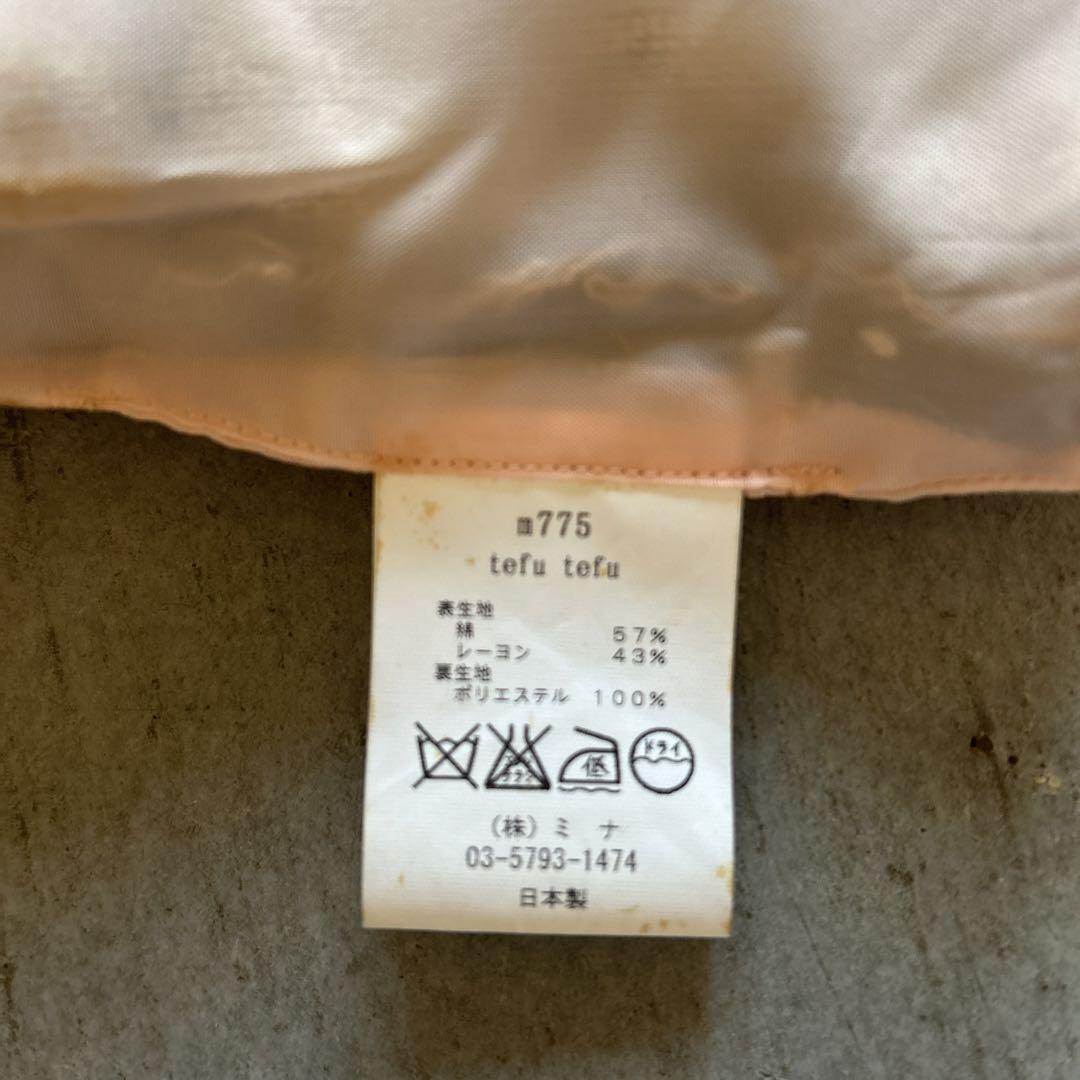 m775
tefu tefu
表生地
綿 57%
レーヨン 43%
裏生地
ポリエステル 100%
低 ドライ
(株)ミナ
03-5793-1474
日本製